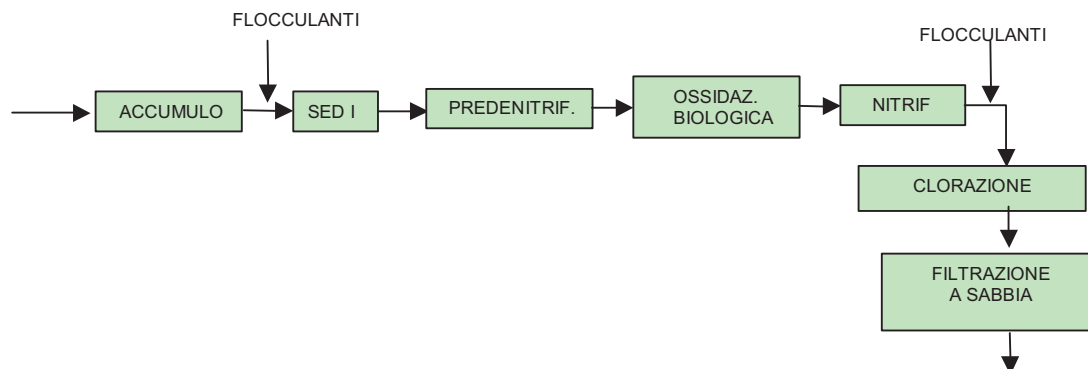 FLOCCULANTI
FLOCCULANTI
ACCUMULO
SED I
PREDENITRIF.
OSSIDAZ.
BIOLOGICA
NITRIF
CLORAZIONE
FILTRAZIONE
A SABBIA